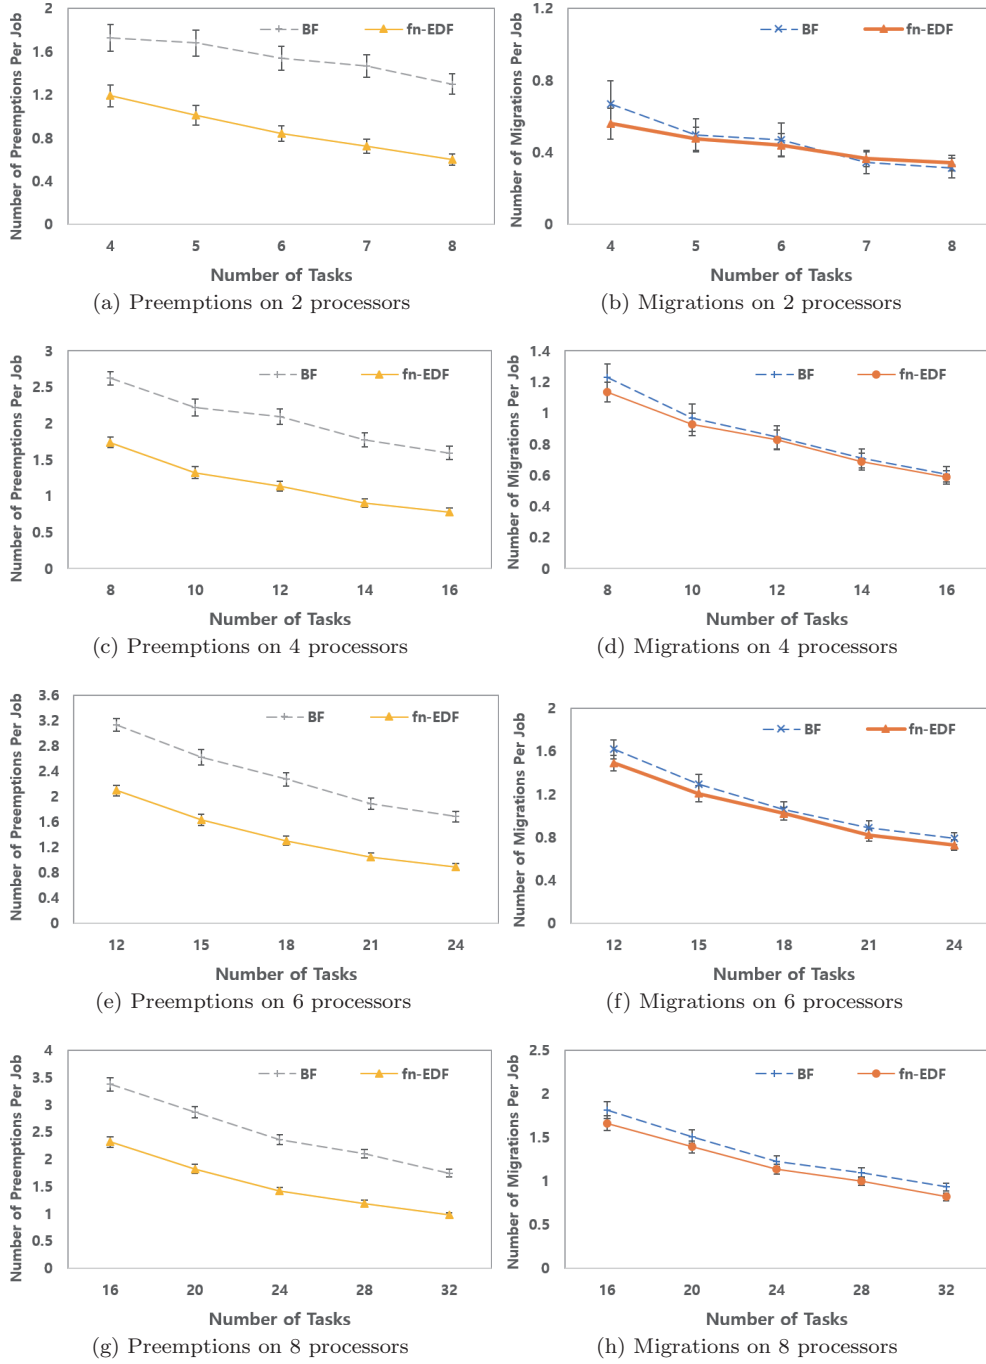 Number of Preemptions Per Job
2
1.6
1.2
0.8
0.4
0
BF
fn-EDF
4 5 6 7 8
Number of Tasks
(a) Preemptions on 2 processors
Number of Migrations Per Job
1.2
0.8
0.4
0
BF
fn-EDF
4 5 6 7 8
Number of Tasks
(b) Migrations on 2 processors
Number of Preemptions Per Job
3
2.5
2
1.5
1
0.5
0
BF
fn-EDF
8 10 12 14 16
Number of Tasks
(c) Preemptions on 4 processors
Number of Migrations Per Job
1.4
1.2
1
0.8
0.6
0.4
0.2
0
BF
fn-EDF
8 10 12 14 16
Number of Tasks
(d) Migrations on 4 processors
Number of Preemptions Per Job
3.6
3.2
2.8
2.4
2
1.6
1.2
0.8
0.4
0
BF
fn-EDF
12 15 18 21 24
Number of Tasks
(e) Preemptions on 6 processors
Number of Migrations Per Job
2
1.6
1.2
0.8
0.4
0
BF
fn-EDF
12 15 18 21 24
Number of Tasks
(f) Migrations on 6 processors
Number of Preemptions Per Job
4
3.5
3
2.5
2
1.5
1
0.5
0
BF
fn-EDF
16 20 24 28 32
Number of Tasks
(g) Preemptions on 8 processors
Number of Migrations Per Job
2.5
2
1.5
1
0.5
0
BF
fn-EDF
16 20 24 28 32
Number of Tasks
(h) Migrations on 8 processors